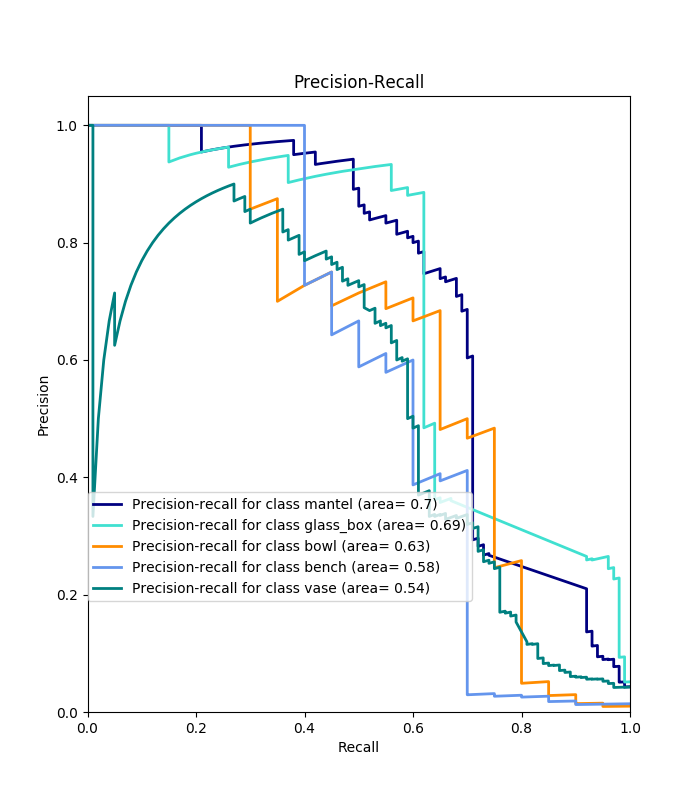 Precision-Recall
1.0
0.8
0.6
0.4
0.2
0.0
Precision
Precision-recall for class mantel (area= 0.7)
Precision-recall for class glass_box (area= 0.69)
Precision-recall for class bowl (area= 0.63)
Precision-recall for class bench (area= 0.58)
Precision-recall for class vase (area= 0.54)
0.0 0.2 0.4 0.6 0.8 1.0
Recall